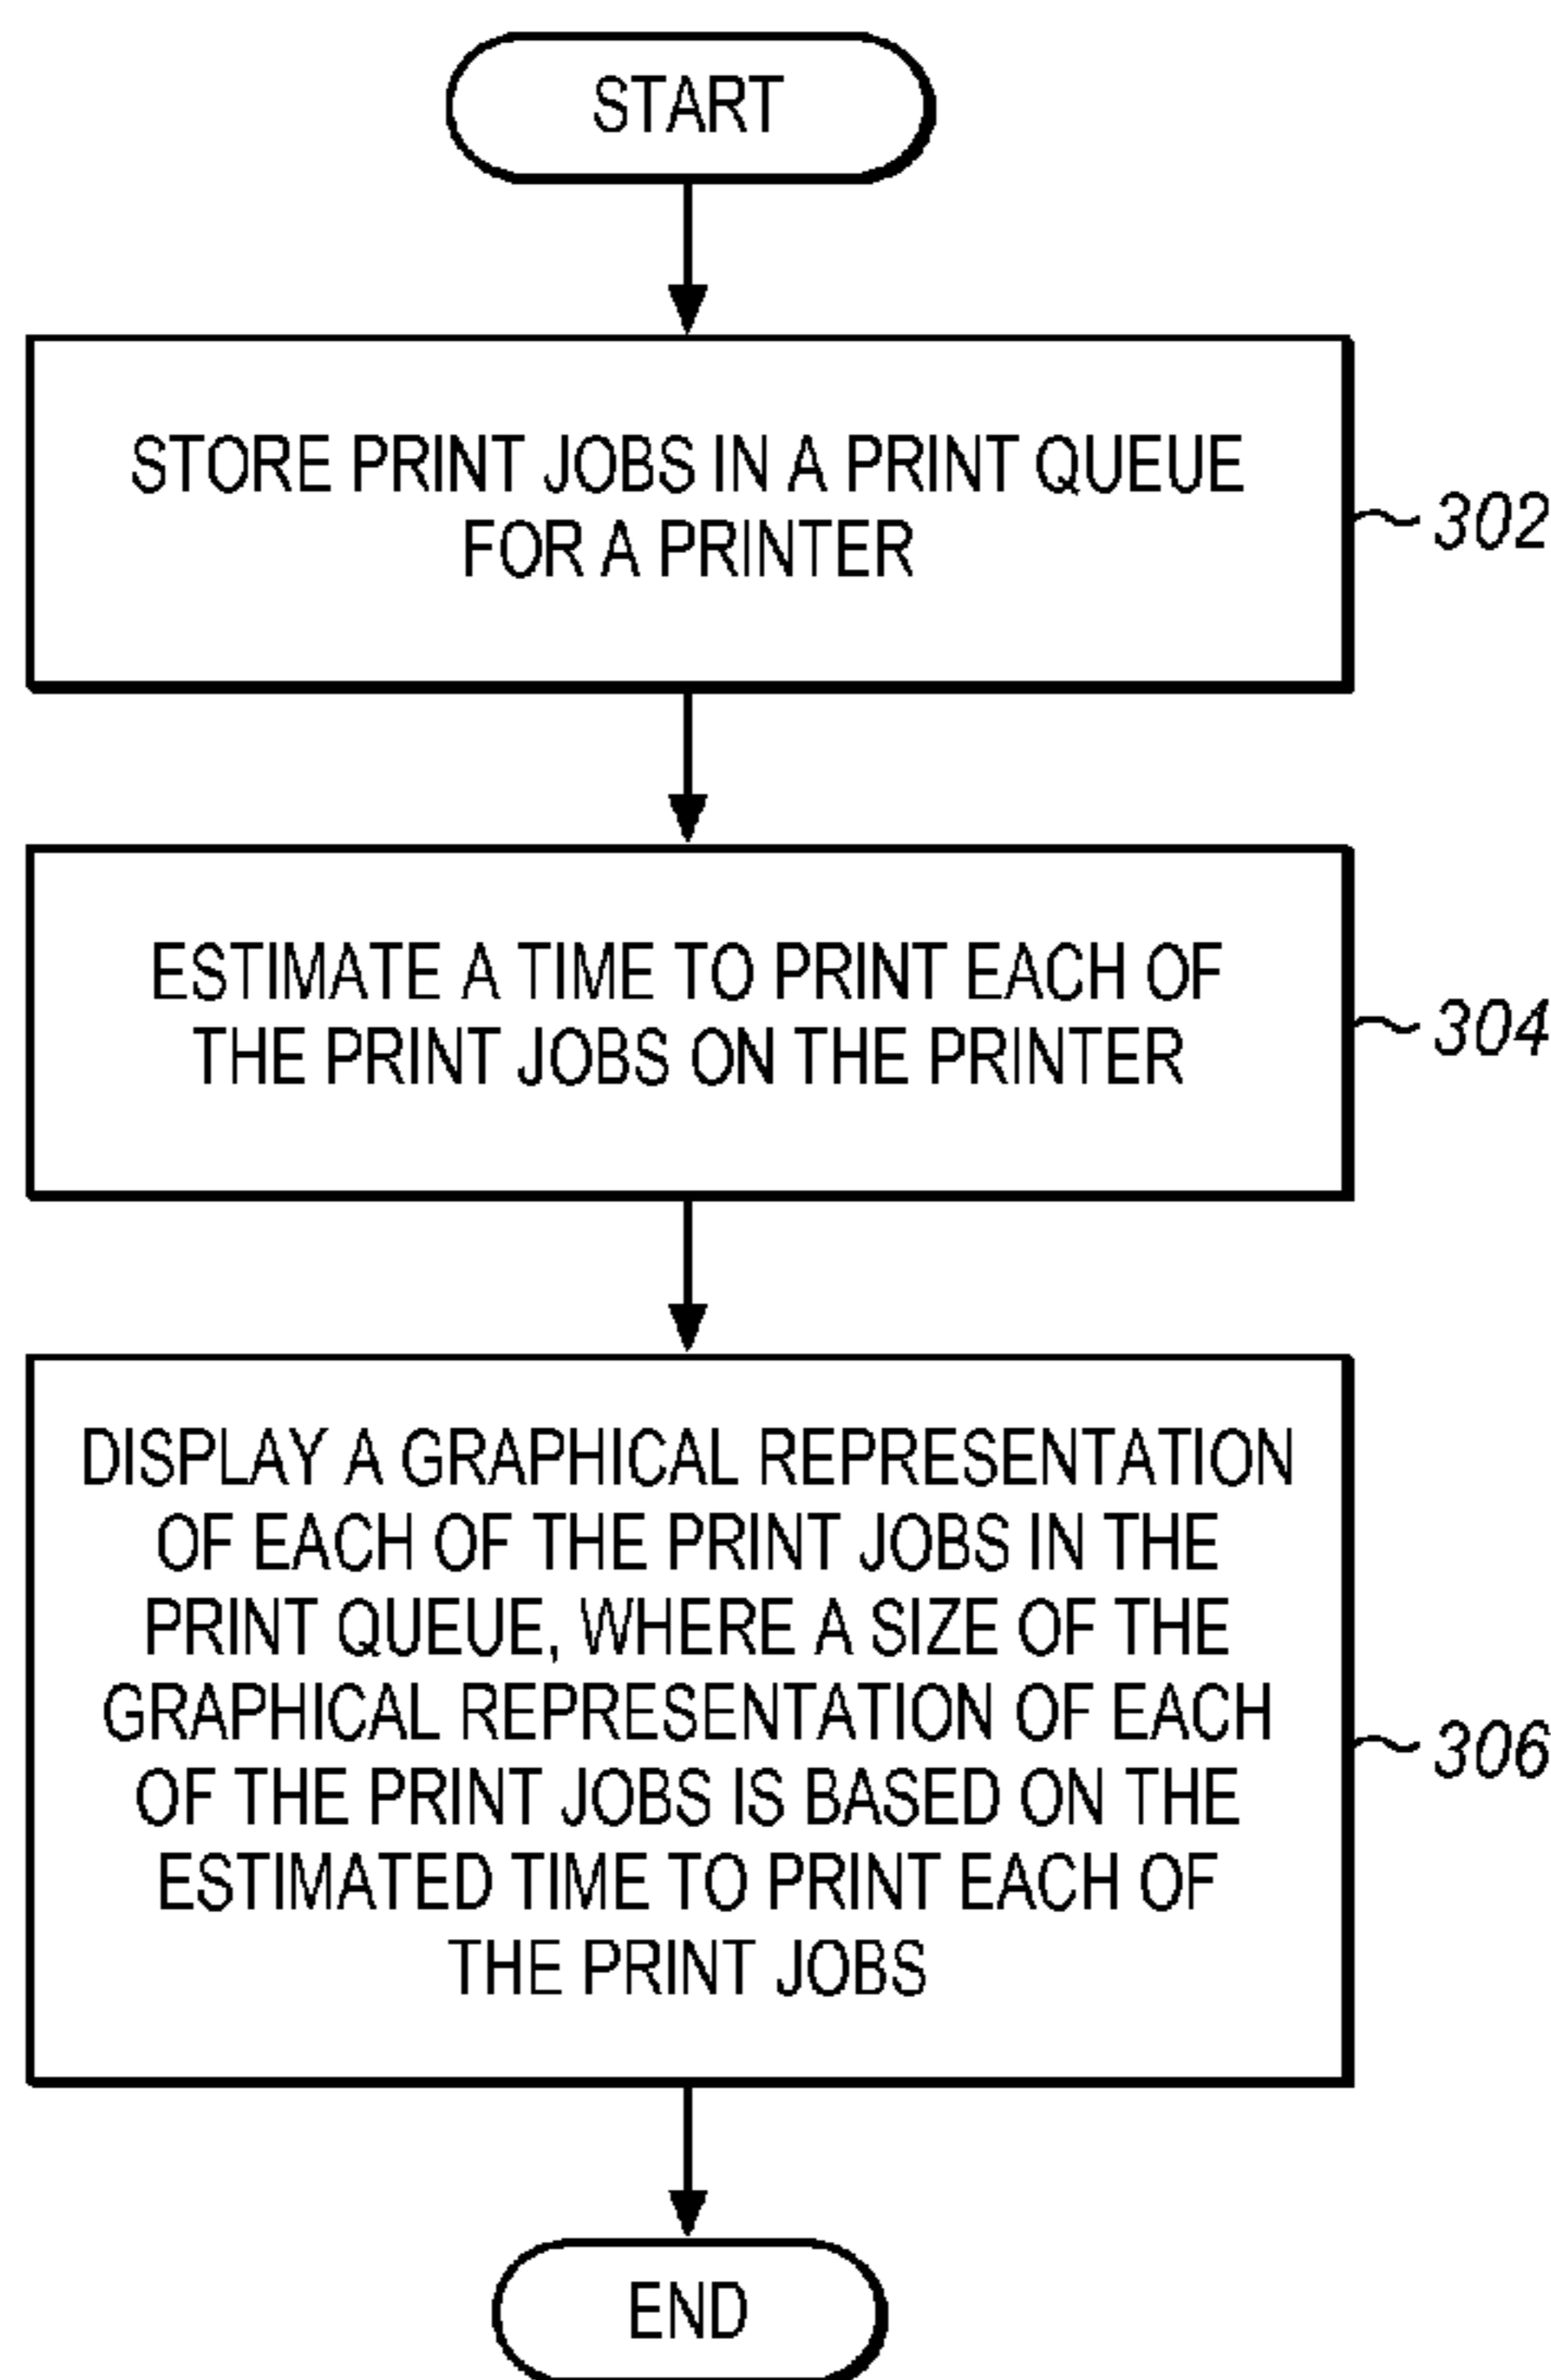 START
STORE PRINT JOBS IN A PRINT QUEUE
FOR A PRINTER
302
ESTIMATE A TIME TO PRINT EACH OF
THE PRINT JOBS ON THE PRINTER
304
DISPLAY A GRAPHICAL REPRESENTATION
OF EACH OF THE PRINT JOBS IN THE
PRINT QUEUE, WHERE A SIZE OF THE
GRAPHICAL REPRESENTATION OF EACH
OF THE PRINT JOBS IS BASED ON THE
ESTIMATED TIME TO PRINT EACH OF
THE PRINT JOBS
306
END